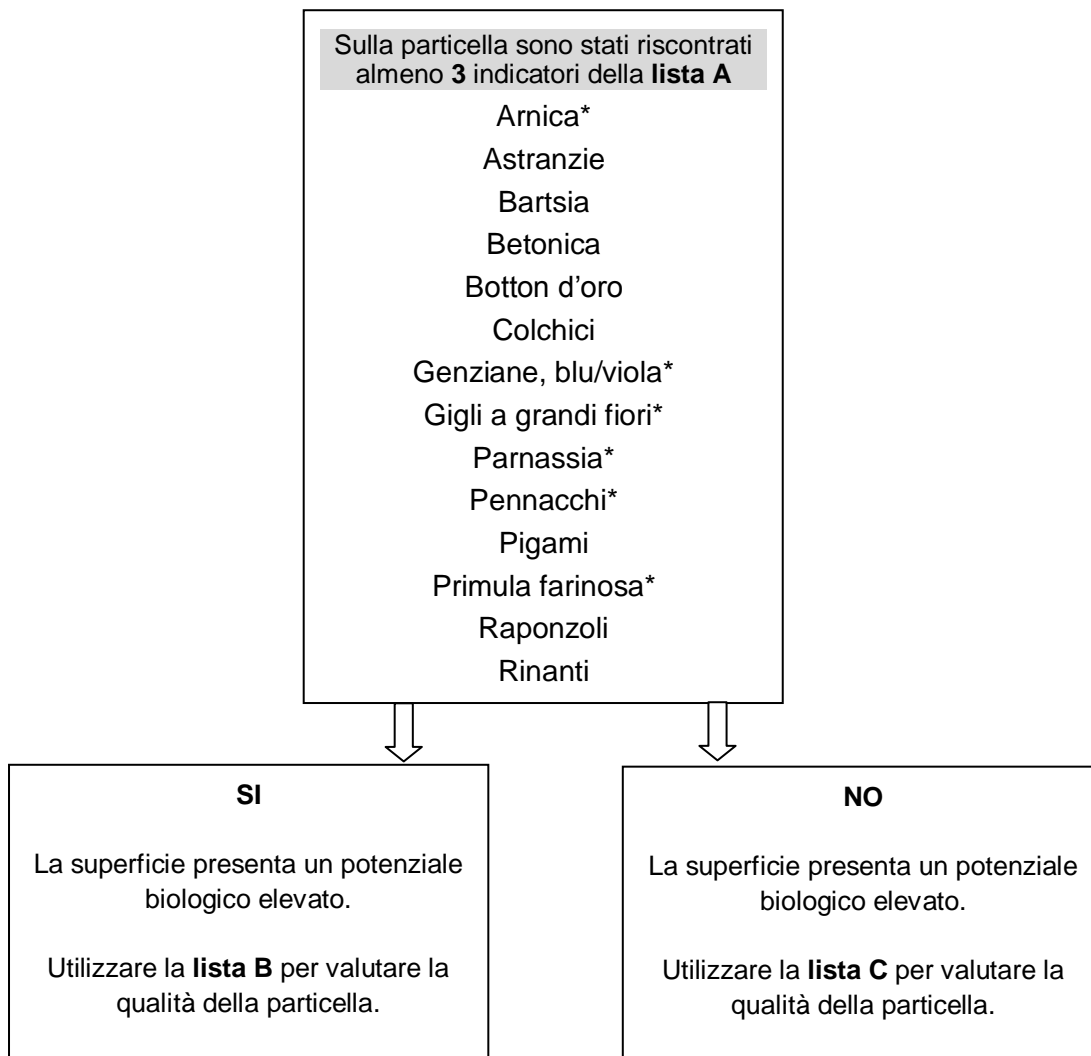 Sulla particella sono stati riscontrati
almeno 3 indicatori della lista A
Arnica*
Astranzie
Bartsia
Betonica
Botton d’oro
Colchici
Genziane, blu/viola*
Gigli a grandi fiori*
Parnassia*
Pennacchi*
Pigami
Primula farinosa*
Raponzoli
Rinanti
SI
La superficie presenta un potenziale
biologico elevato.
Utilizzare la lista B per valutare la
qualità della particella.
NO
La superficie presenta un potenziale
biologico elevato.
Utilizzare la lista C per valutare la
qualità della particella.